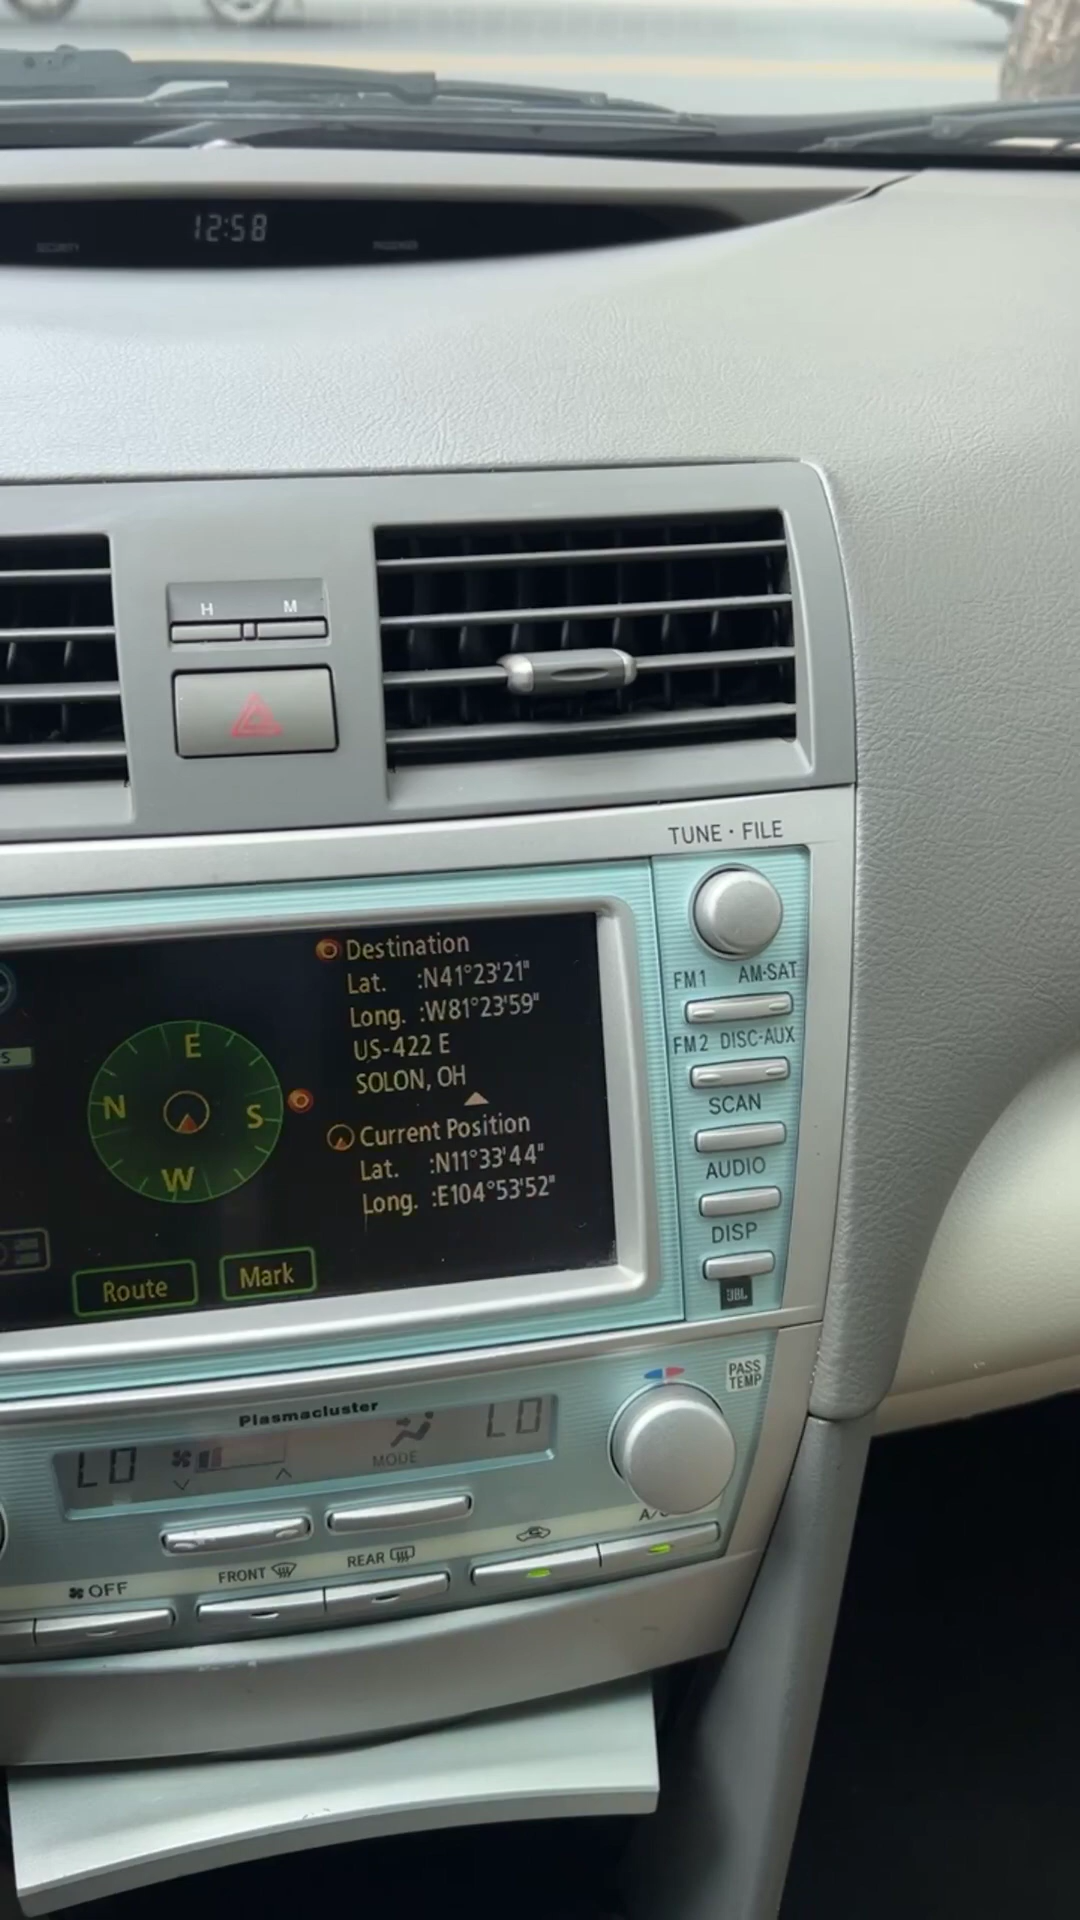 12:58
SECURITY
PASSENGER
H M
TUNE · FILE
Destination
Lat. :N41°23'21"
Long. :W81°23'59"
US-422 E
SOLON, OH
E
N
S
W
Current Position
Lat. :N11°33'44"
Long. :E104°53'52"
Route
Mark
FM1 AM·SAT
FM2 DISC·AUX
SCAN
AUDIO
DISP
JBL
PASS
TEMP
Plasmacluster
LO
MODE
LO
A/C
OFF
FRONT
REAR